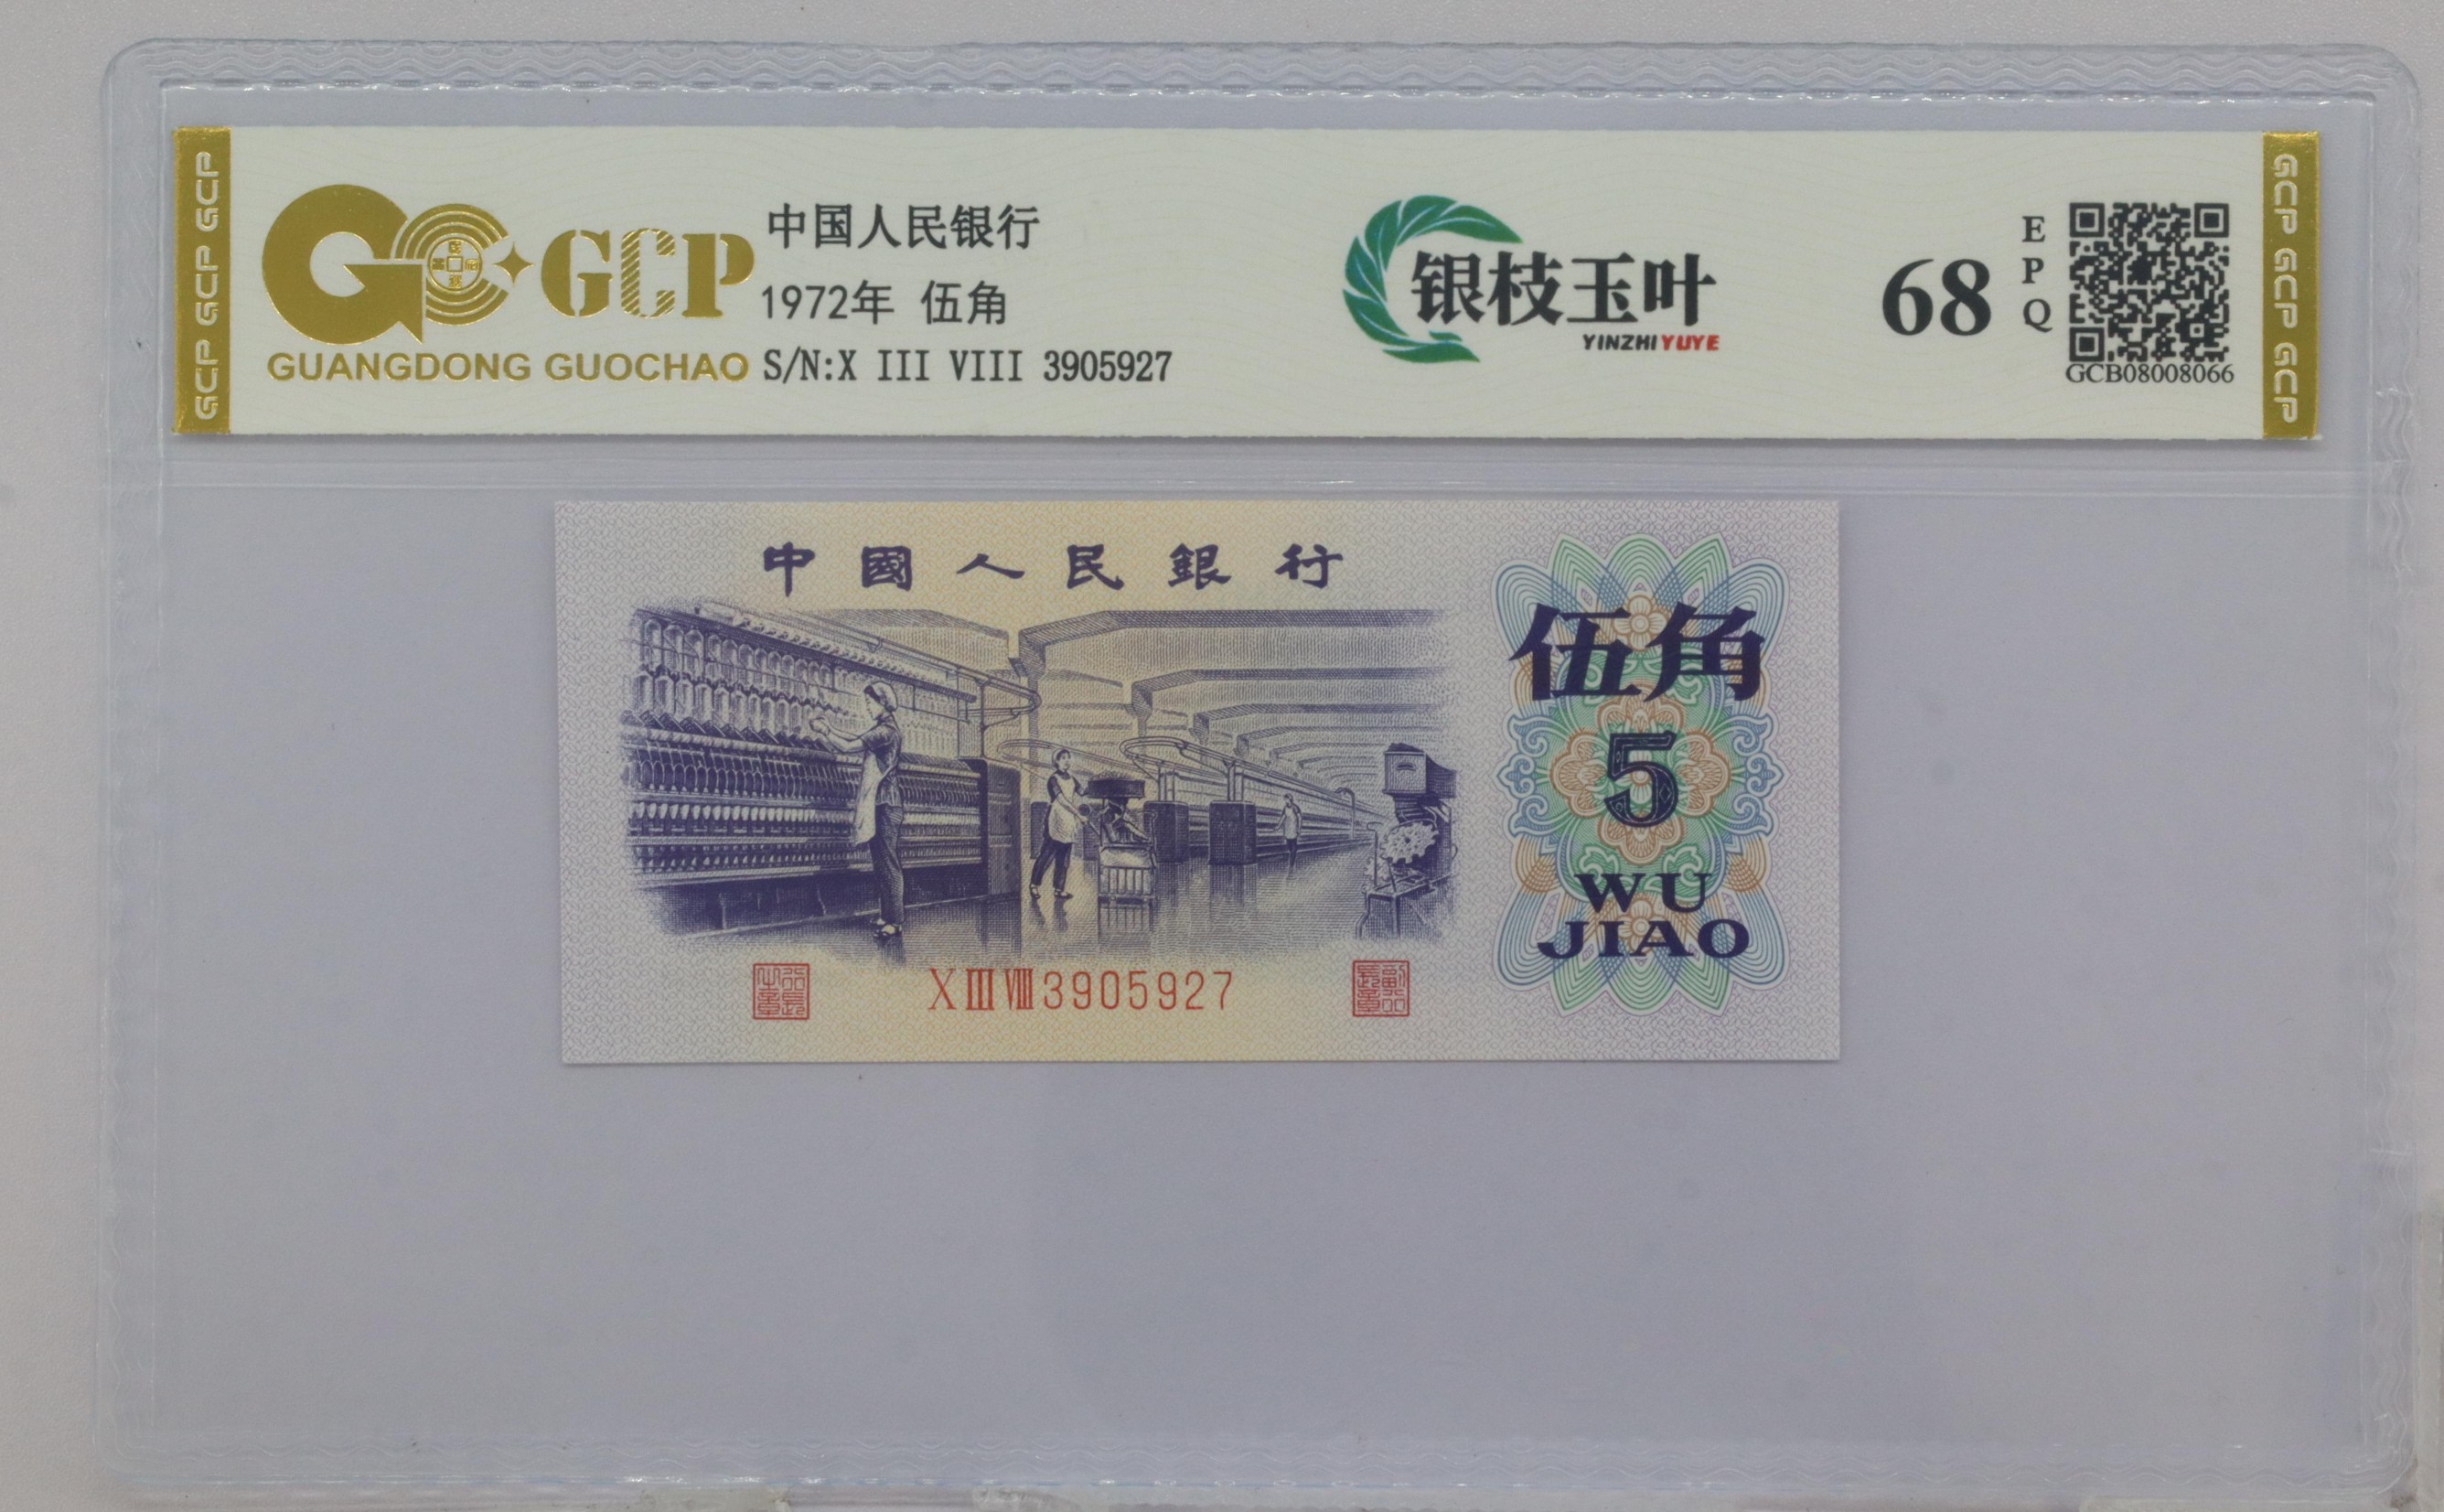 GCP GCP GCP
GCP
GUANGDONG GUOCHAO
中国人民银行
1972年 伍角
S/N:X III VIII 3905927
银枝玉叶
YINZHIYUYE
68
EPQ
GCB08008066
GCP GCP GCP
中國人民銀行
伍角
5
WU
JIAO
X III VIII 3905927